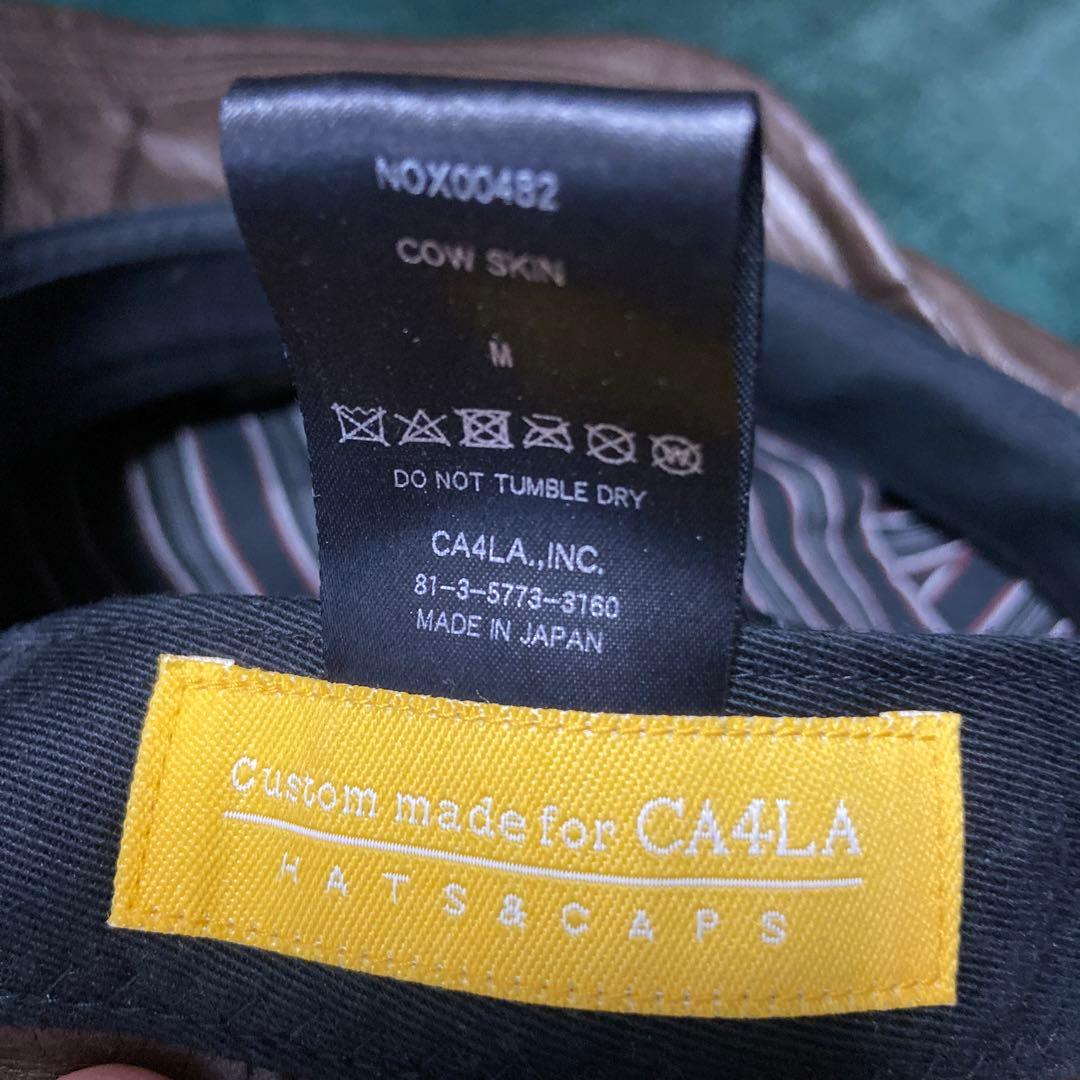 NOX00482
COW SKIN
M
DO NOT TUMBLE DRY
CA4LA.,INC.
81-3-5773-3160
MADE IN JAPAN
Custom made for CA4LA
HATS&CAPS